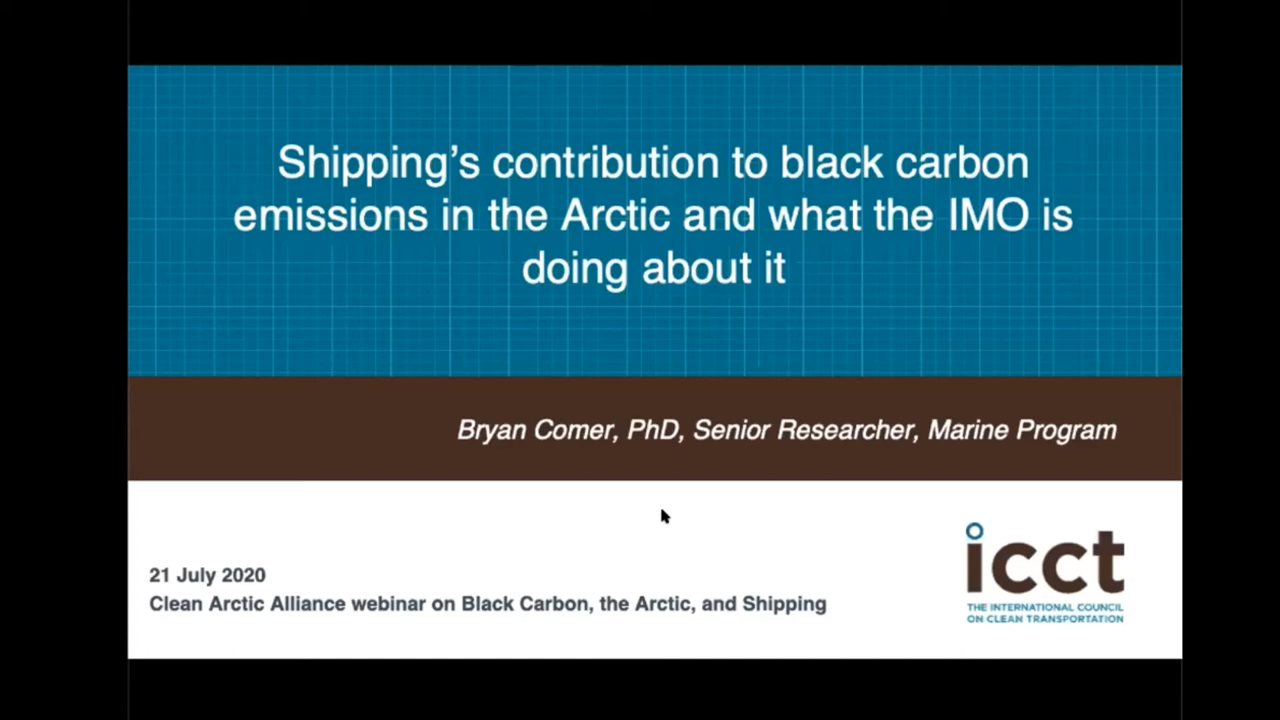 Shipping’s contribution to black carbon
emissions in the Arctic and what the IMO is
doing about it
Bryan Comer, PhD, Senior Researcher, Marine Program
21 July 2020
Clean Arctic Alliance webinar on Black Carbon, the Arctic, and Shipping
icct
THE INTERNATIONAL COUNCIL
ON CLEAN TRANSPORTATION